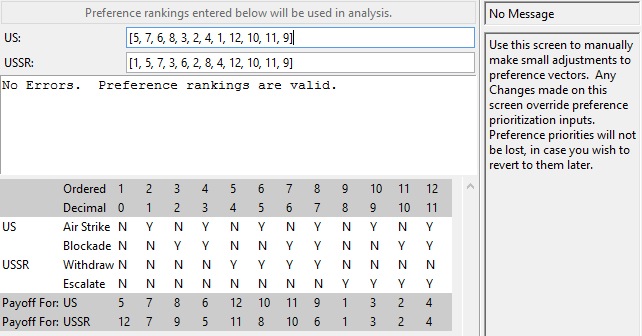 Preference rankings entered below will be used in analysis.
US: [5, 7, 6, 8, 3, 2, 4, 1, 12, 10, 11, 9]
USSR: [1, 5, 7, 3, 6, 2, 8, 4, 12, 10, 11, 9]
No Errors. Preference rankings are valid.
Ordered 1 2 3 4 5 6 7 8 9 10 11 12
Decimal 0 1 2 3 4 5 6 7 8 9 10 11
US Air Strike N Y N Y N Y N Y N Y N Y
Blockade N N Y Y N N Y Y N N Y Y
USSR Withdraw N N N N Y Y Y Y N N N N
Escalate N N N N N N N N Y Y Y Y
Payoff For: US 5 7 8 6 12 10 11 9 1 3 2 4
Payoff For: USSR 12 7 9 5 11 8 10 6 1 3 2 4
No Message
Use this screen to manually
make small adjustments to
preference vectors. Any
Changes made on this
screen override preference
prioritization inputs.
Preference priorities will not
be lost, in case you wish to
revert to them later.